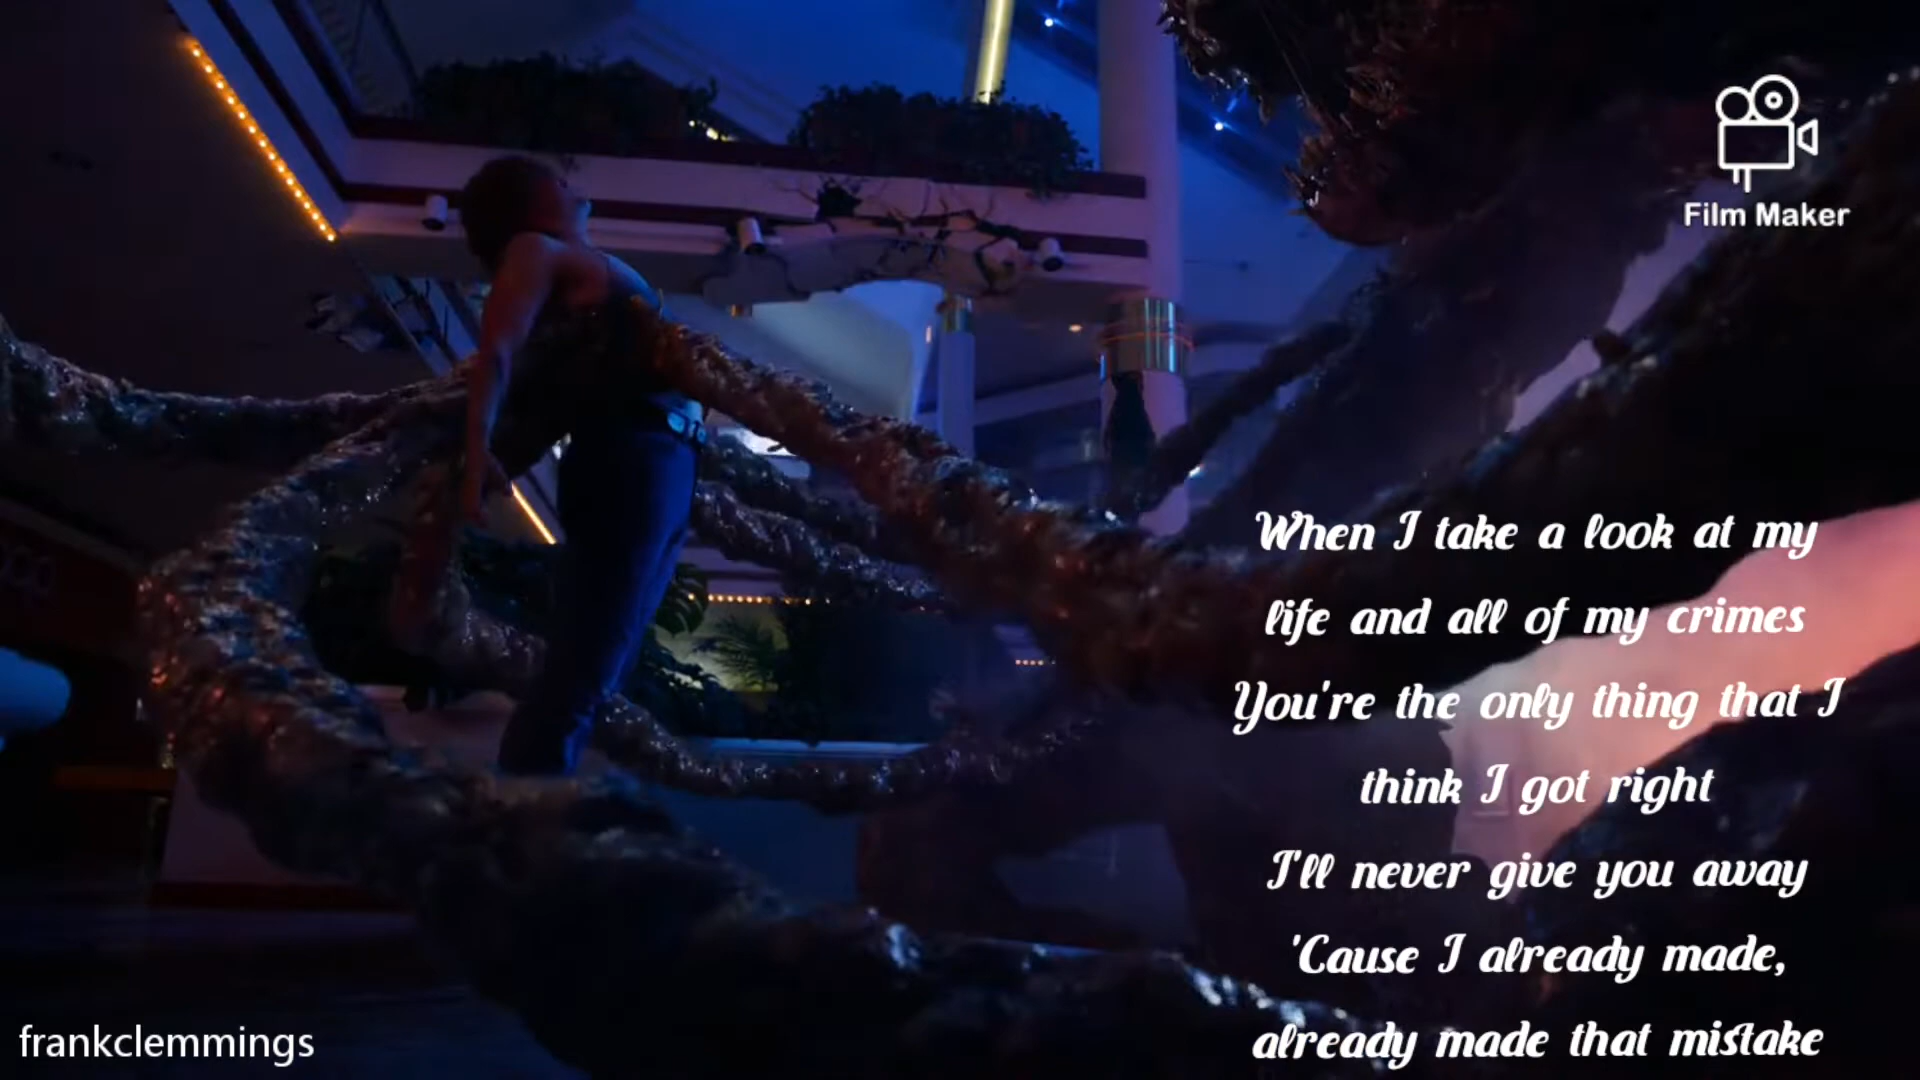 Film Maker
When I take a look at my
life and all of my crimes
You're the only thing that I
think I got right
I'll never give you away
'Cause I already made,
already made that mistake
frankclemmings